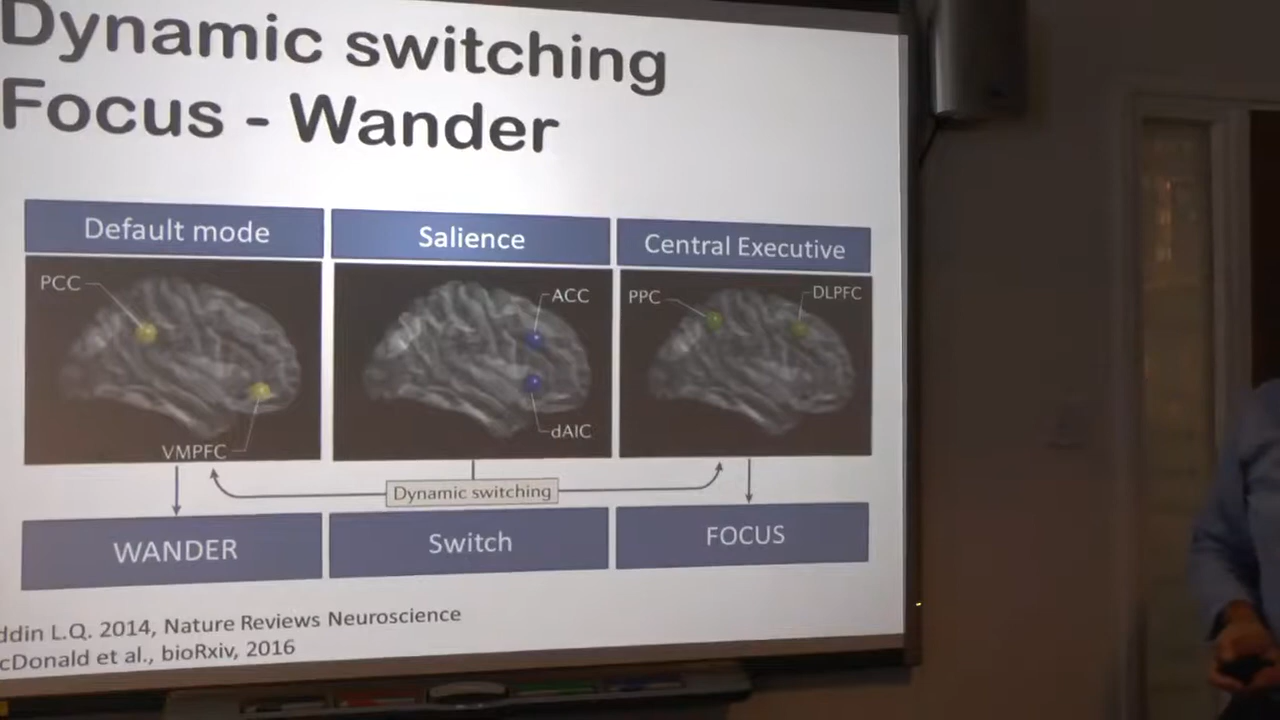 Dynamic switching
Focus - Wander
Default mode
Salience
Central Executive
PCC
VMPFC
ACC
dAIC
PPC
DLPFC
Dynamic switching
WANDER
Switch
FOCUS
ddin L.Q. 2014, Nature Reviews Neuroscience
cDonald et al., bioRxiv, 2016